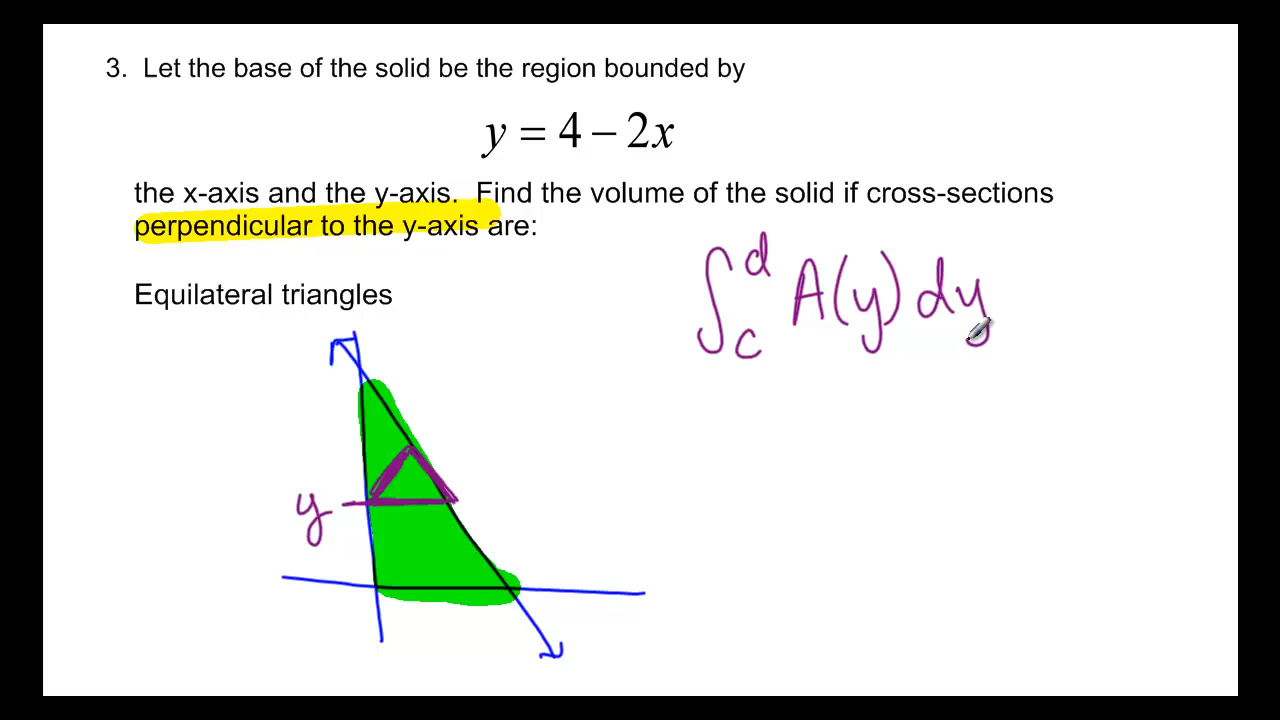 3. Let the base of the solid be the region bounded by
y = 4 – 2x
the x-axis and the y-axis. Find the volume of the solid if cross-sections
perpendicular to the y-axis are:
∫_c^d A(y) dy
Equilateral triangles
y